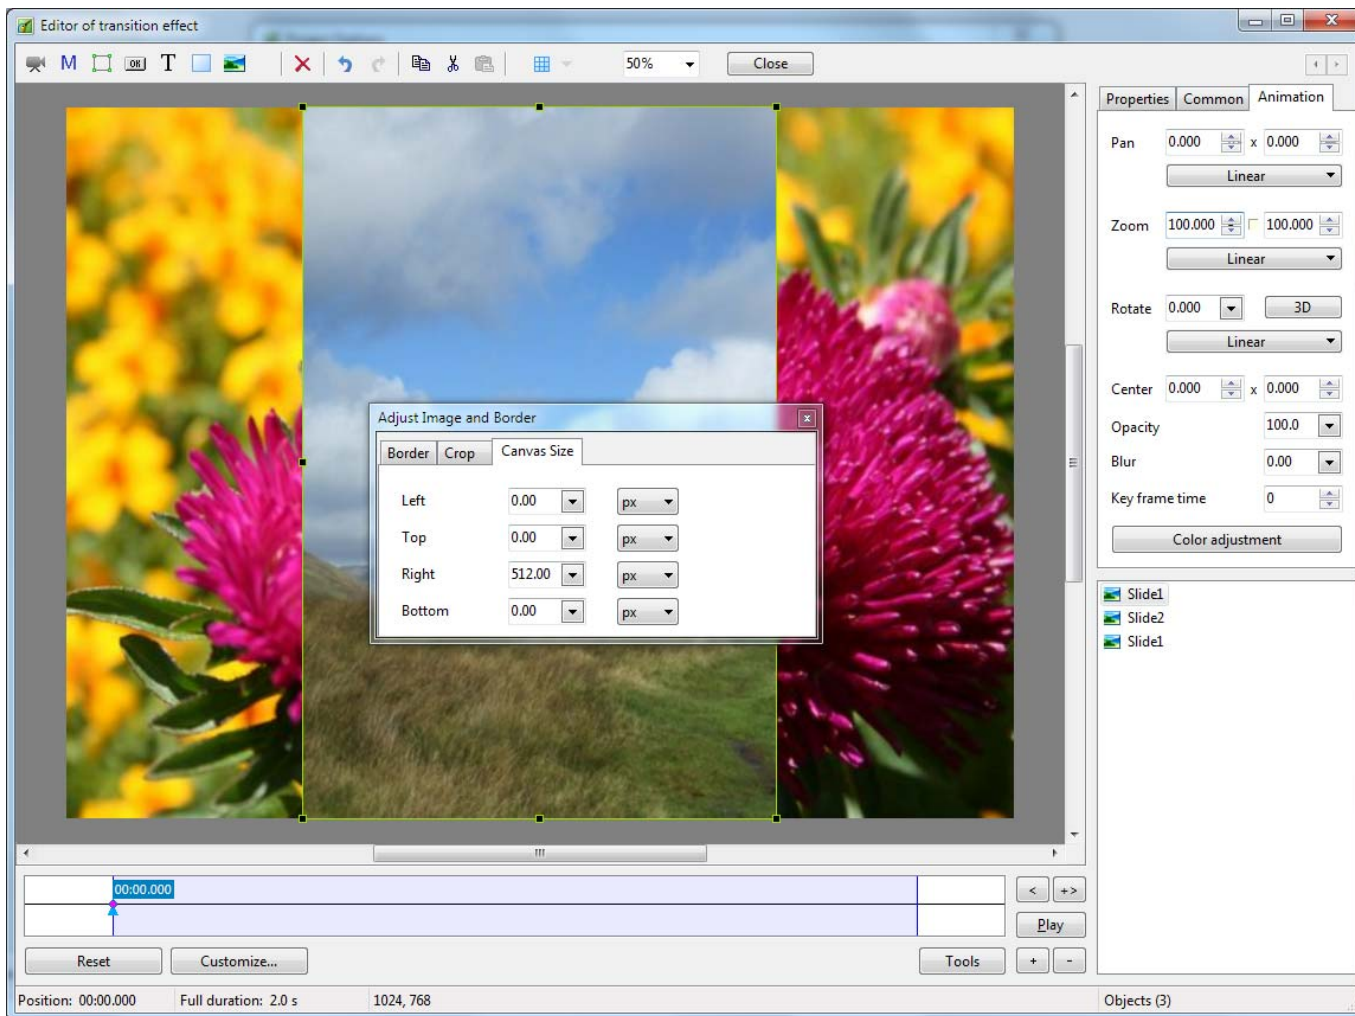 Editor of transition effect
M OK T 50% Close
Properties Common Animation
Pan 0.000 x 0.000
Linear
Zoom 100.000 100.000
Linear
Rotate 0.000 3D
Linear
Center 0.000 x 0.000
Opacity 100.0
Blur 0.00
Key frame time 0
Color adjustment
Slide1
Slide2
Slide1
Adjust Image and Border
Border Crop Canvas Size
Left 0.00 px
Top 0.00 px
Right 512.00 px
Bottom 0.00 px
00:00.000
< +>
Play
Reset Customize... Tools + -
Position: 00:00.000 Full duration: 2.0 s 1024, 768 Objects (3)